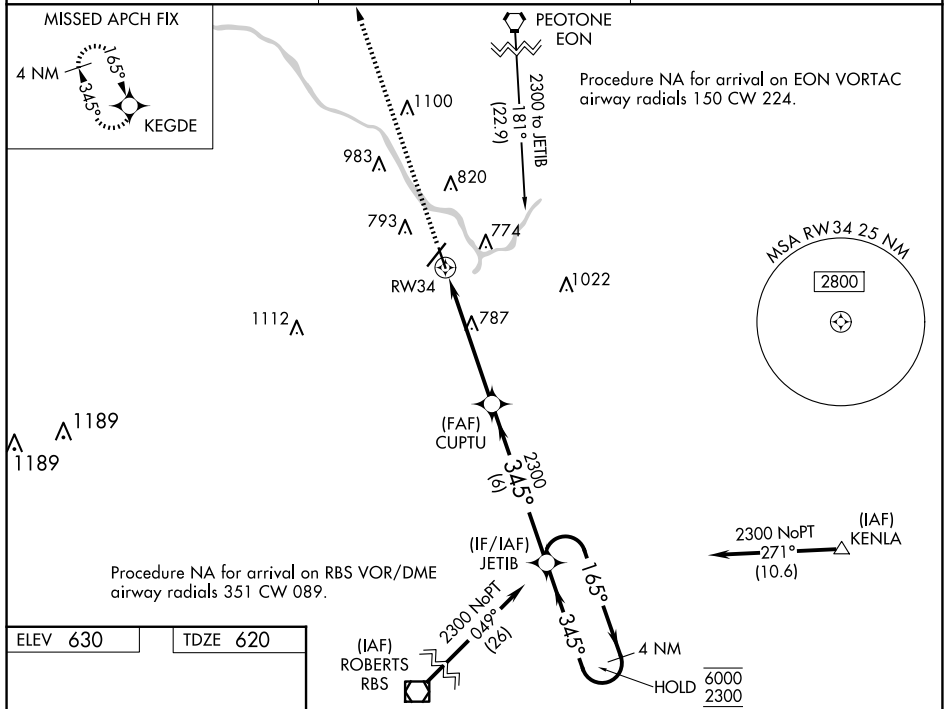 MISSED APCH FIX
4 NM
165°
345°
KEGDE
PEOTONE
EON
2300 to JETIB
181°
(22.9)
Procedure NA for arrival on EON VORTAC
airway radials 150 CW 224.
1100
983
820
793
774
RW34
1022
1112
787
MSA RW34 25 NM
2800
1189
1189
(FAF)
CUPTU
2300
345°
(6)
(IF/IAF)
JETIB
165°
345°
4 NM
HOLD
6000
2300
2300 NoPT
271°
(10.6)
(IAF)
KENLA
Procedure NA for arrival on RBS VOR/DME
airway radials 351 CW 089.
2300 NoPT
049°
(26)
(IAF)
ROBERTS
RBS
ELEV 630
TDZE 620